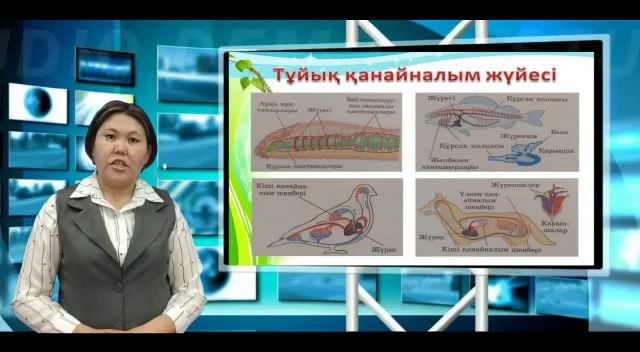 Тұйық қанайналым жүйесі
Арқа қан-
тамырлары
Жүрегі
Байланыстыру-
шы сақиналы
қантамырлары
Құрсақ қантамырлары
Жүрегі
Құрсақ қолқасы
Құрсақ қолқасы
Желбезек
қантамырлары
Жүрекше
Вена
Қарынша
Кіші қанайна-
лым шеңбері
Жүрек
Жүрекшелер
Үлкен қан-
айналым
шеңбері
Қарын-
шалар
Жүрек
Кіші қанайналым шеңбері